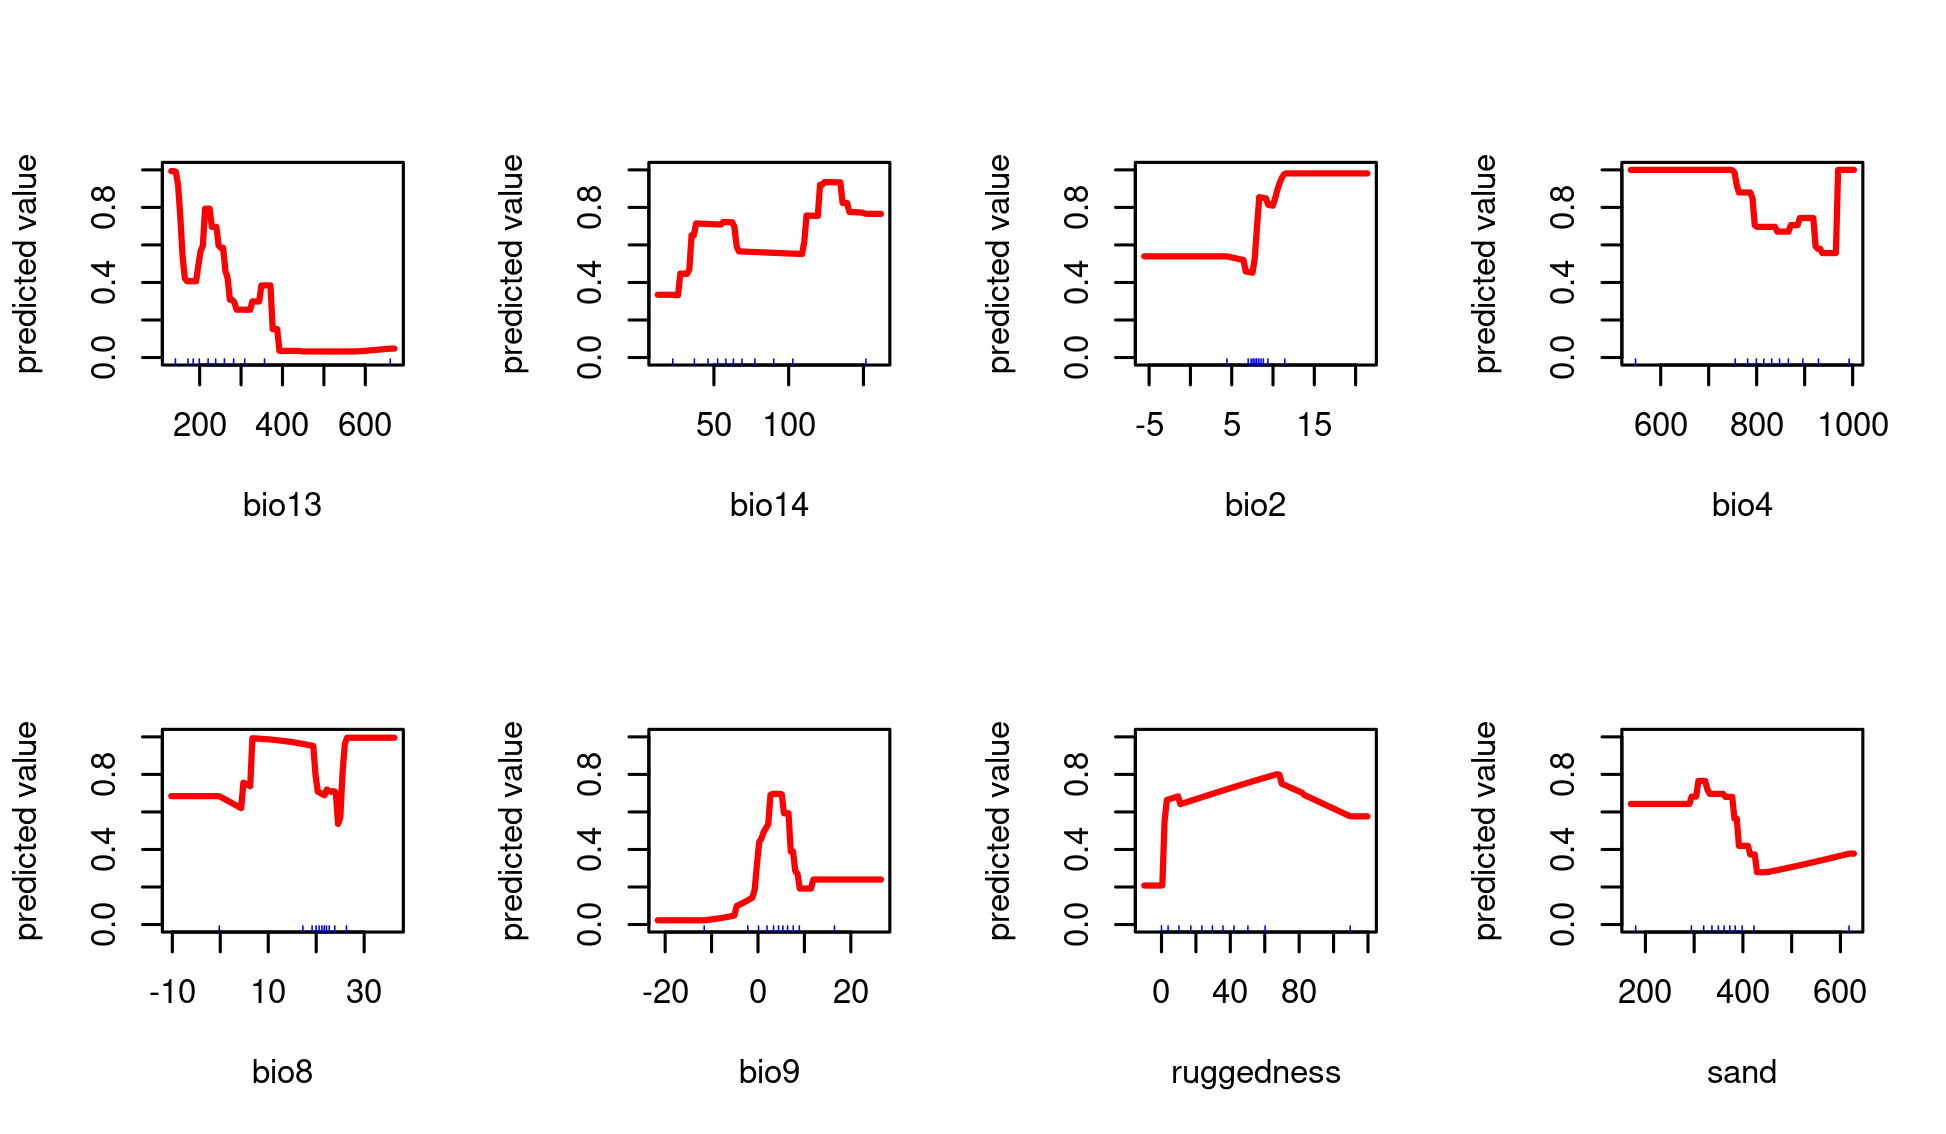 predicted value
0.0 0.4 0.8
200 400 600
bio13
predicted value
0.0 0.4 0.8
50 100
bio14
predicted value
0.0 0.4 0.8
-5 5 15
bio2
predicted value
0.0 0.4 0.8
600 800 1000
bio4
predicted value
0.0 0.4 0.8
-10 10 30
bio8
predicted value
0.0 0.4 0.8
-20 0 20
bio9
predicted value
0.0 0.4 0.8
0 40 80
ruggedness
predicted value
0.0 0.4 0.8
200 400 600
sand